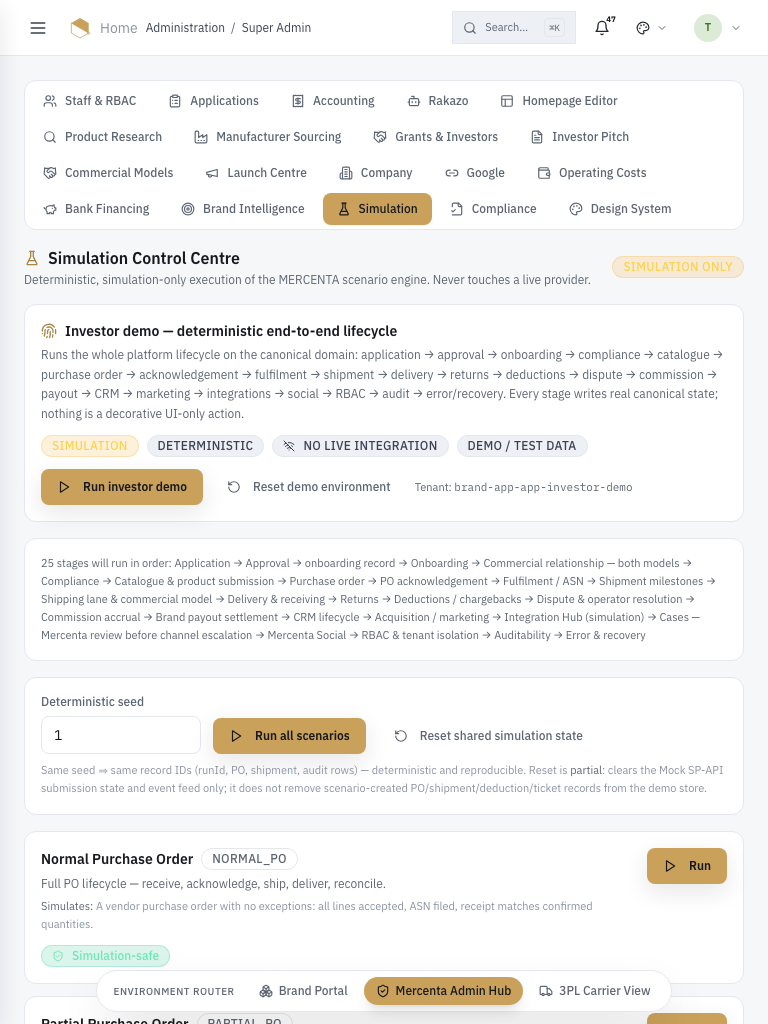 Home Administration / Super Admin Search... ⌘K 47 T
Staff & RBAC Applications Accounting Rakazo Homepage Editor
Product Research Manufacturer Sourcing Grants & Investors Investor Pitch
Commercial Models Launch Centre Company Google Operating Costs
Bank Financing Brand Intelligence Simulation Compliance Design System
Simulation Control Centre
SIMULATION ONLY
Deterministic, simulation-only execution of the MERCENTA scenario engine. Never touches a live provider.
Investor demo — deterministic end-to-end lifecycle
Runs the whole platform lifecycle on the canonical domain: application → approval → onboarding → compliance → catalogue →
purchase order → acknowledgement → fulfilment → shipment → delivery → returns → deductions → dispute → commission →
payout → CRM → marketing → integrations → social → RBAC → audit → error/recovery. Every stage writes real canonical state;
nothing is a decorative UI-only action.
SIMULATION DETERMINISTIC NO LIVE INTEGRATION DEMO / TEST DATA
Run investor demo Reset demo environment Tenant: brand-app-app-investor-demo
25 stages will run in order: Application → Approval → onboarding record → Onboarding → Commercial relationship — both models →
Compliance → Catalogue & product submission → Purchase order → PO acknowledgement → Fulfilment / ASN → Shipment milestones →
Shipping lane & commercial model → Delivery & receiving → Returns → Deductions / chargebacks → Dispute & operator resolution →
Commission accrual → Brand payout settlement → CRM lifecycle → Acquisition / marketing → Integration Hub (simulation) → Cases —
Mercenta review before channel escalation → Mercenta Social → RBAC & tenant isolation → Auditability → Error & recovery
Deterministic seed
1 Run all scenarios Reset shared simulation state
Same seed ⇒ same record IDs (runId, PO, shipment, audit rows) — deterministic and reproducible. Reset is partial: clears the Mock SP-API
submission state and event feed only; it does not remove scenario-created PO/shipment/deduction/ticket records from the demo store.
Normal Purchase Order NORMAL_PO Run
Full PO lifecycle — receive, acknowledge, ship, deliver, reconcile.
Simulates: A vendor purchase order with no exceptions: all lines accepted, ASN filed, receipt matches confirmed
quantities.
Simulation-safe
ENVIRONMENT ROUTER Brand Portal Mercenta Admin Hub 3PL Carrier View
Partial Purchase Order PARTIAL_PO